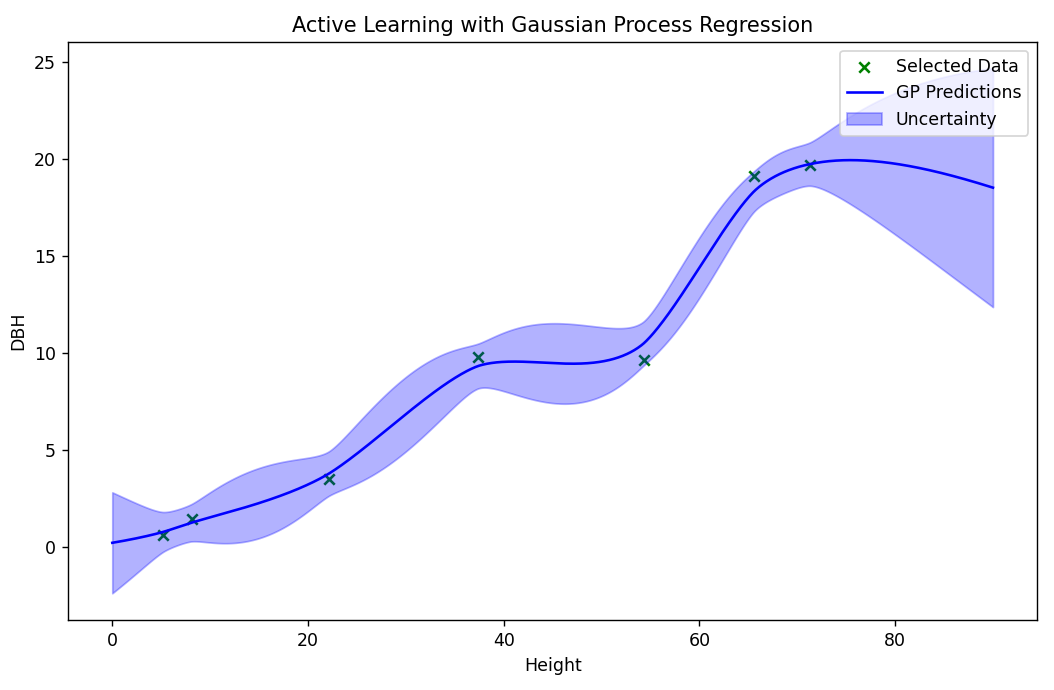 Active Learning with Gaussian Process Regression
Selected Data
GP Predictions
Uncertainty
25
20
15
10
5
0
DBH
0 20 40 60 80
Height